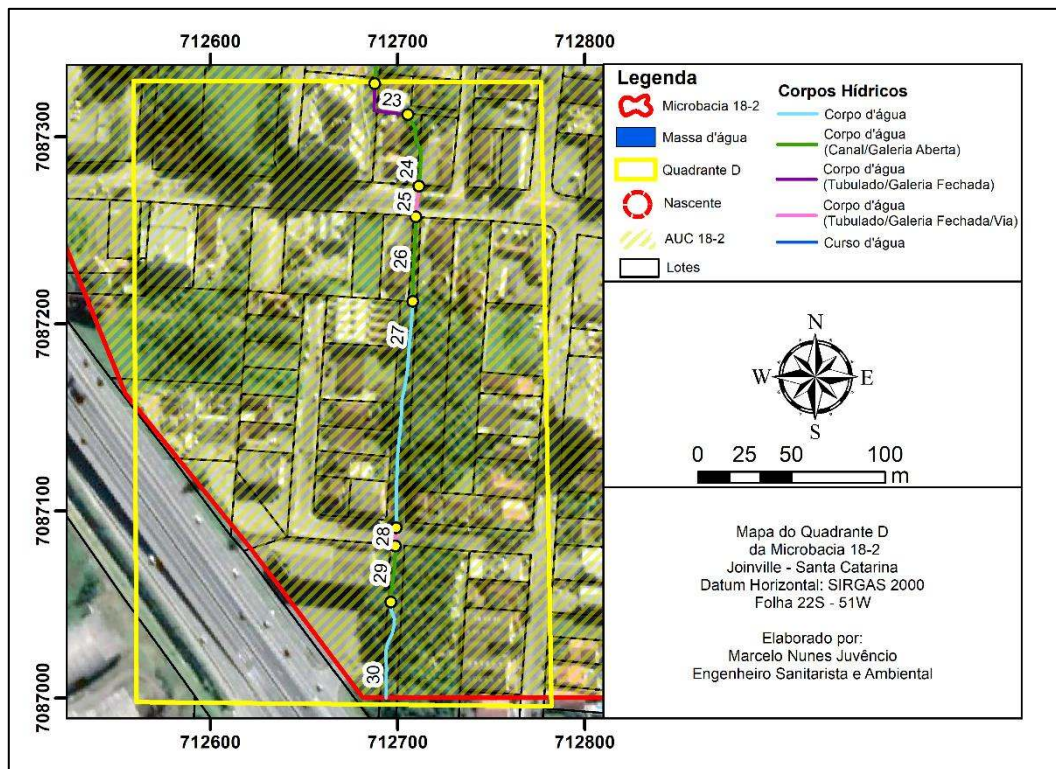 712600
712700
712800
7087300
7087200
7087100
7087000
23
24
25
26
27
28
29
30
712600
712700
712800
Legenda
Microbacia 18-2
Massa d'água
Quadrante D
Nascente
AUC 18-2
Lotes
Corpos Hídricos
Corpo d'água
Corpo d'água
(Canal/Galeria Aberta)
Corpo d'água
(Tubulado/Galeria Fechada)
Corpo d'água
(Tubulado/Galeria Fechada/Via)
Curso d'água
N
W E
S
0 25 50 100
m
Mapa do Quadrante D
da Microbacia 18-2
Joinville - Santa Catarina
Datum Horizontal: SIRGAS 2000
Folha 22S - 51W
Elaborado por:
Marcelo Nunes Juvêncio
Engenheiro Sanitarista e Ambiental